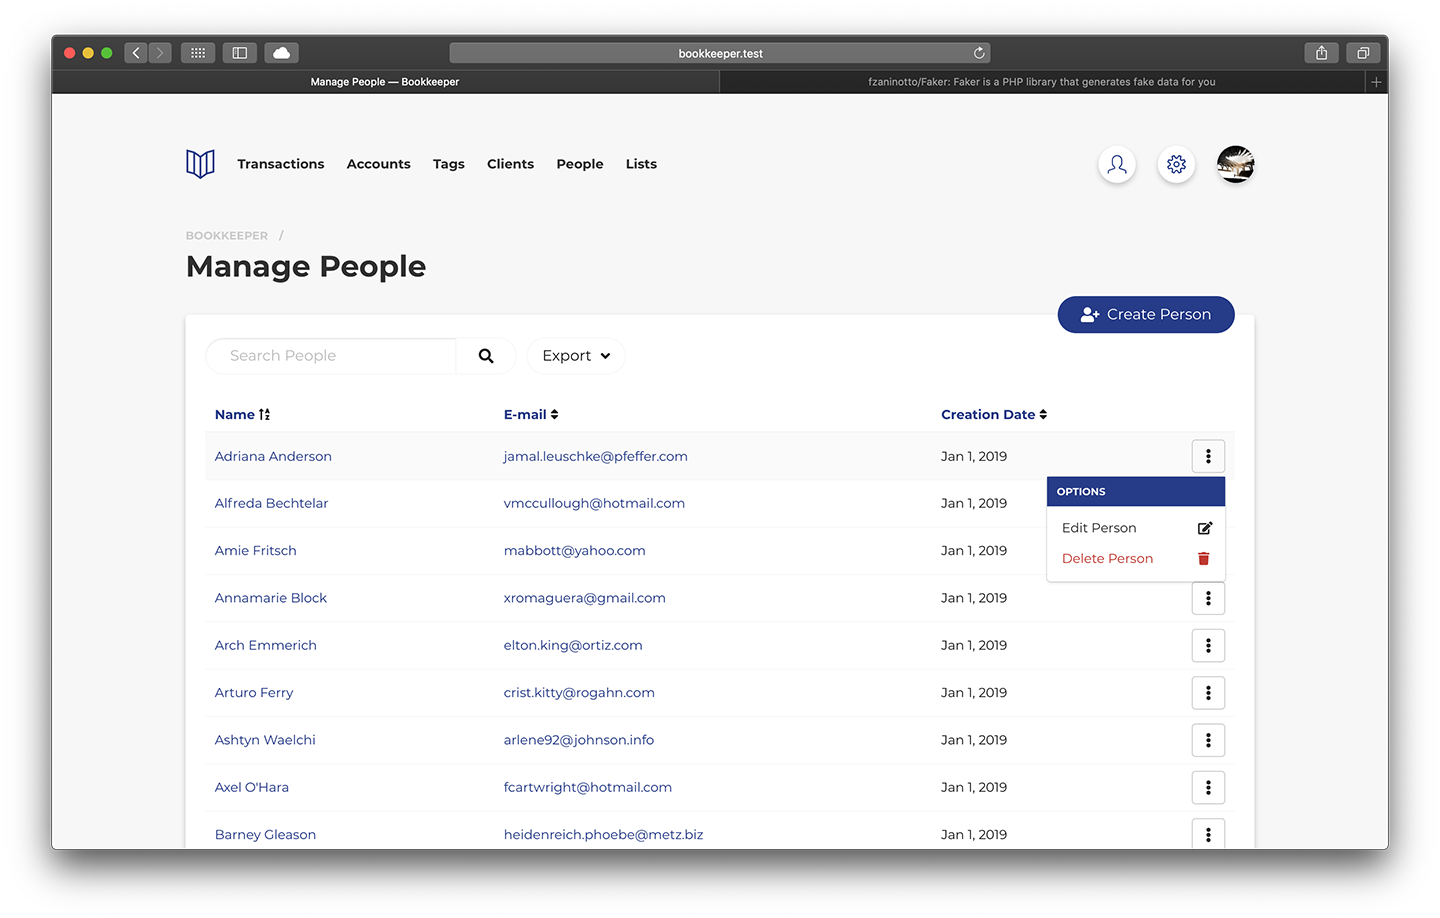 bookkeeper.test
Manage People — Bookkeeper
fzaninotto/Faker: Faker is a PHP library that generates fake data for you
Transactions Accounts Tags Clients People Lists
BOOKKEEPER /
Manage People
Create Person
Search People Export
Name E-mail Creation Date
Adriana Anderson jamal.leuschke@pfeffer.com Jan 1, 2019
OPTIONS
Alfreda Bechtelar vmccullough@hotmail.com Jan 1, 2019
Edit Person
Amie Fritsch mabbott@yahoo.com Jan 1, 2019
Delete Person
Annamarie Block xromaguera@gmail.com Jan 1, 2019
Arch Emmerich elton.king@ortiz.com Jan 1, 2019
Arturo Ferry crist.kitty@rogahn.com Jan 1, 2019
Ashtyn Waelchi arlene92@johnson.info Jan 1, 2019
Axel O'Hara fcartwright@hotmail.com Jan 1, 2019
Barney Gleason heidenreich.phoebe@metz.biz Jan 1, 2019